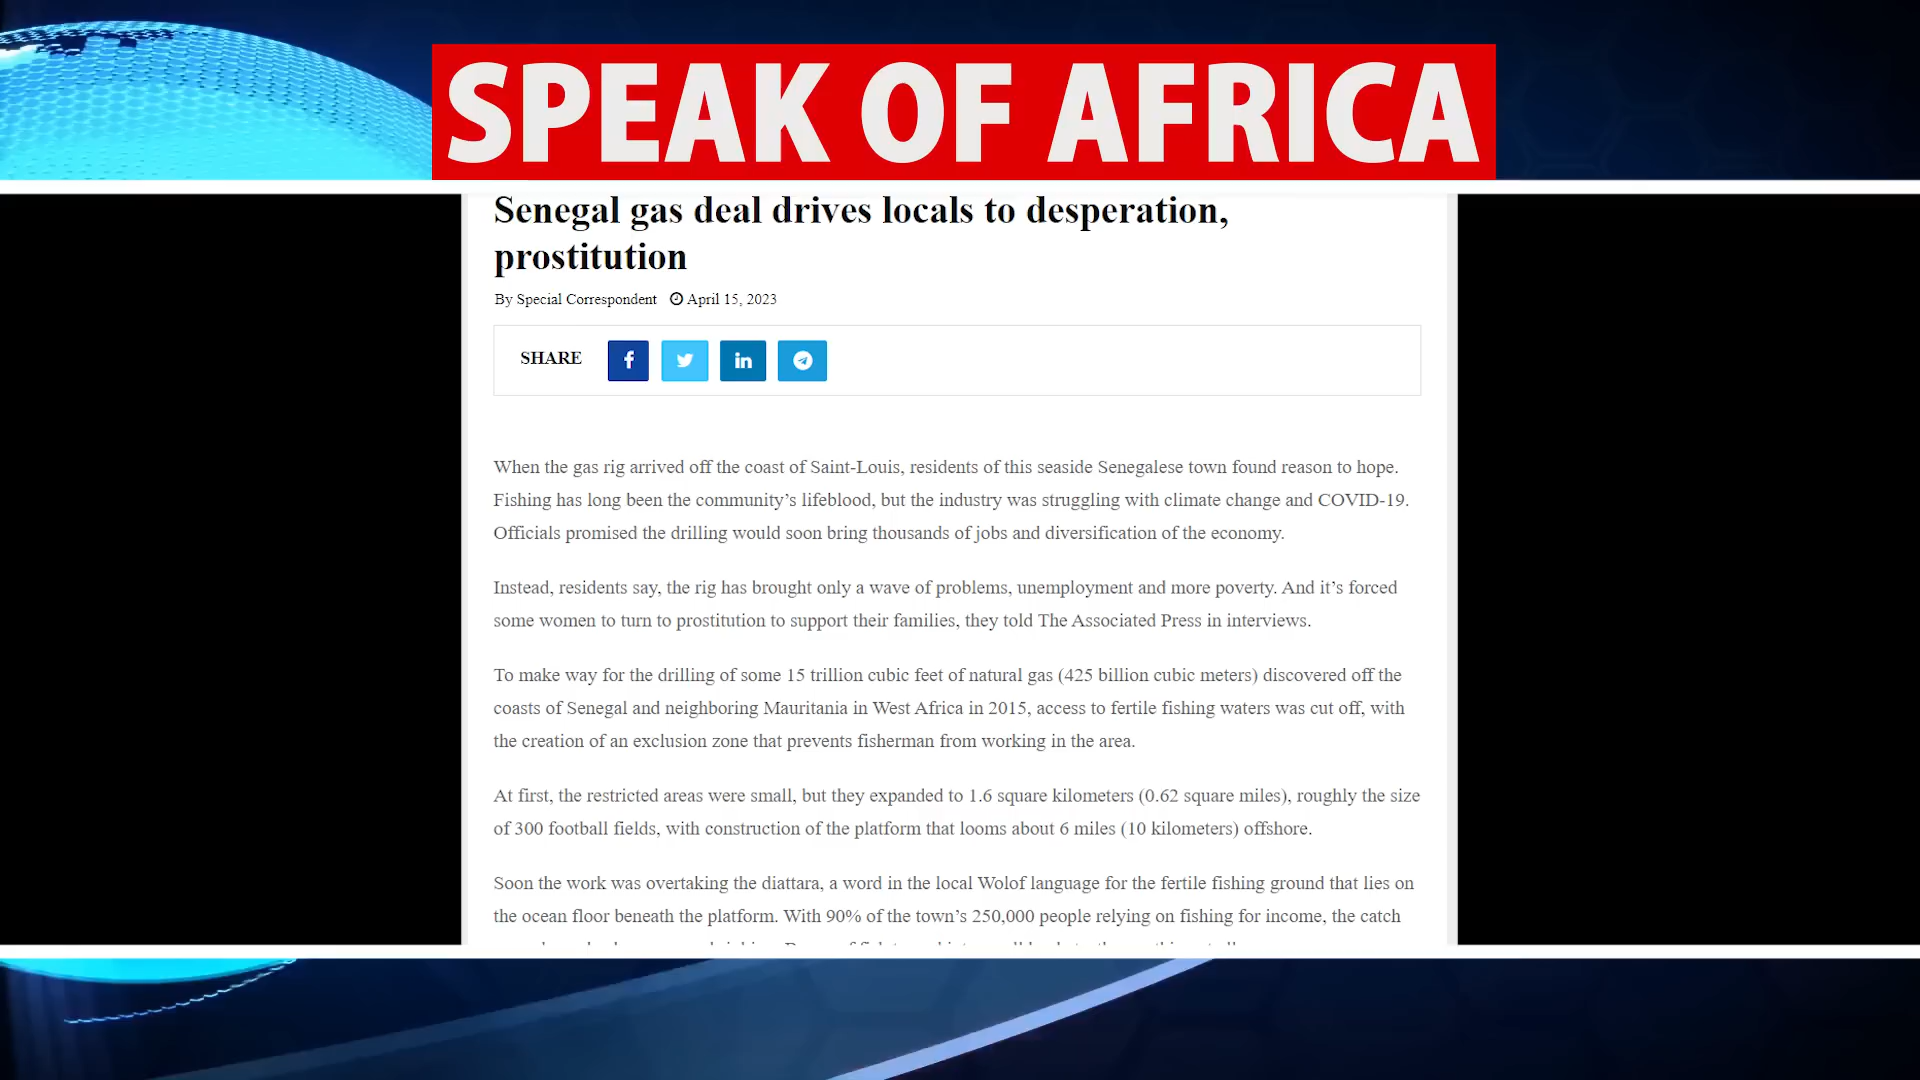 SPEAK OF AFRICA
Senegal gas deal drives locals to desperation,
prostitution
By Special Correspondent April 15, 2023
SHARE
When the gas rig arrived off the coast of Saint-Louis, residents of this seaside Senegalese town found reason to hope.
Fishing has long been the community’s lifeblood, but the industry was struggling with climate change and COVID-19.
Officials promised the drilling would soon bring thousands of jobs and diversification of the economy.
Instead, residents say, the rig has brought only a wave of problems, unemployment and more poverty. And it’s forced
some women to turn to prostitution to support their families, they told The Associated Press in interviews.
To make way for the drilling of some 15 trillion cubic feet of natural gas (425 billion cubic meters) discovered off the
coasts of Senegal and neighboring Mauritania in West Africa in 2015, access to fertile fishing waters was cut off, with
the creation of an exclusion zone that prevents fisherman from working in the area.
At first, the restricted areas were small, but they expanded to 1.6 square kilometers (0.62 square miles), roughly the size
of 300 football fields, with construction of the platform that looms about 6 miles (10 kilometers) offshore.
Soon the work was overtaking the diattara, a word in the local Wolof language for the fertile fishing ground that lies on
the ocean floor beneath the platform. With 90% of the town’s 250,000 people relying on fishing for income, the catch